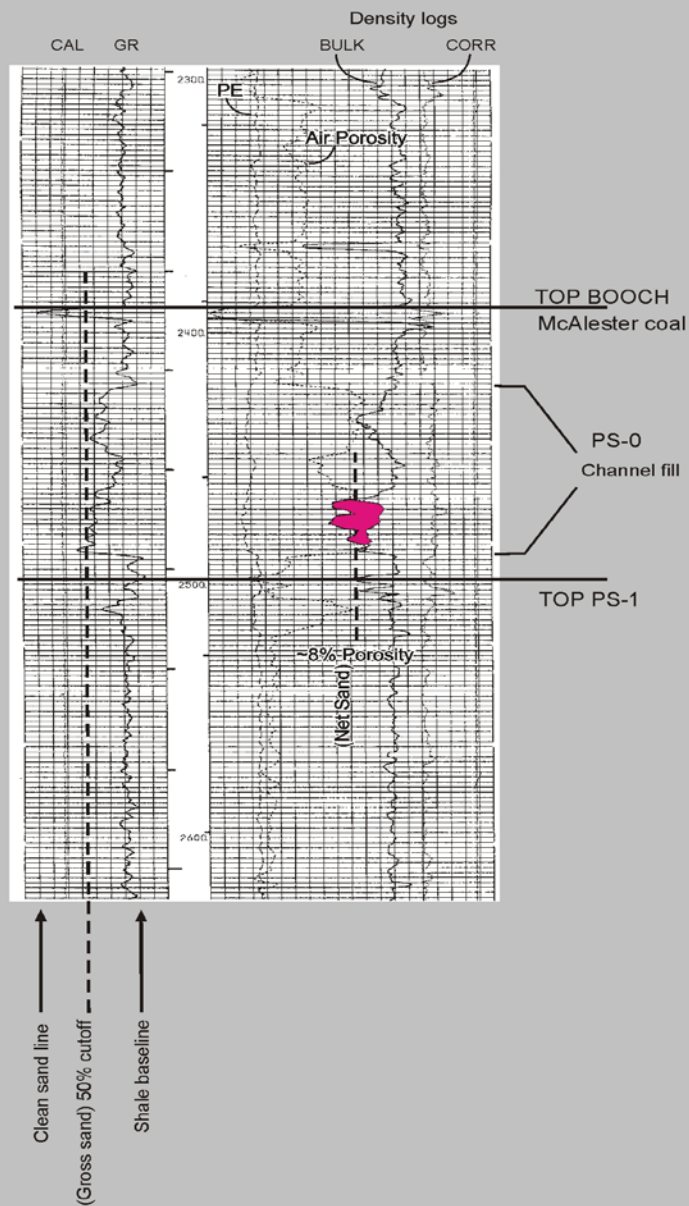 Density logs
CAL GR BULK CORR
2300
PE
Air Porosity
TOP BOOCH
McAlester coal
2400
PS-0
Channel fill
2500
TOP PS-1
~8% Porosity
(Net Sand)
2600
Clean sand line
(Gross sand) 50% cutoff
Shale baseline